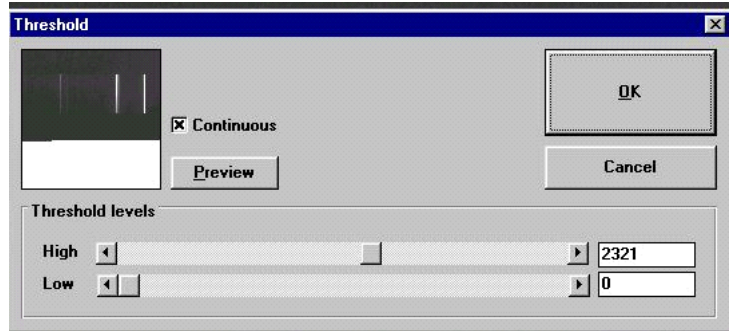 Threshold
OK
Continuous
Preview
Cancel
Threshold levels
High 2321
Low 0